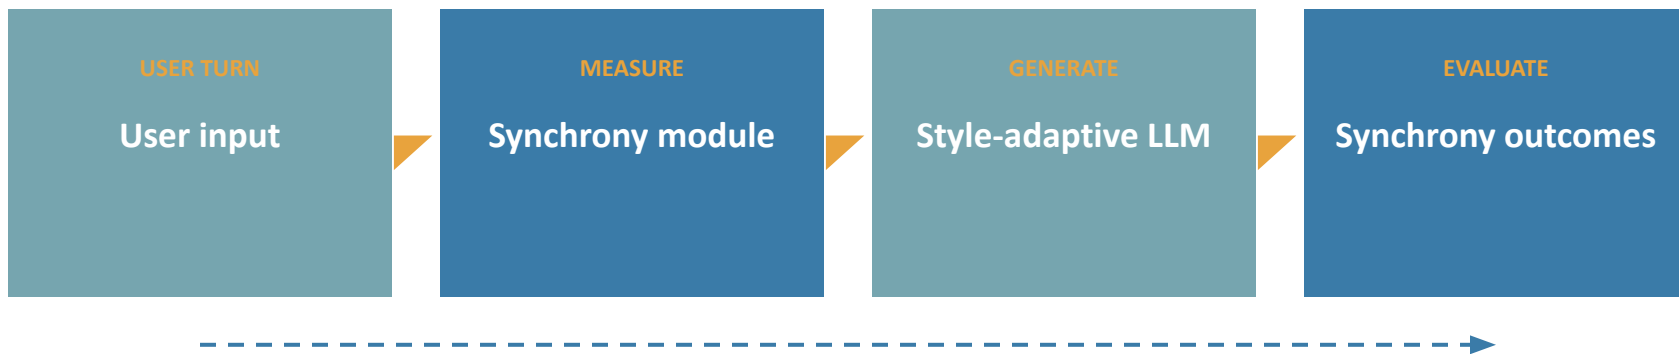 USER TURN
User input
MEASURE
Synchrony module
GENERATE
Style-adaptive LLM
EVALUATE
Synchrony outcomes